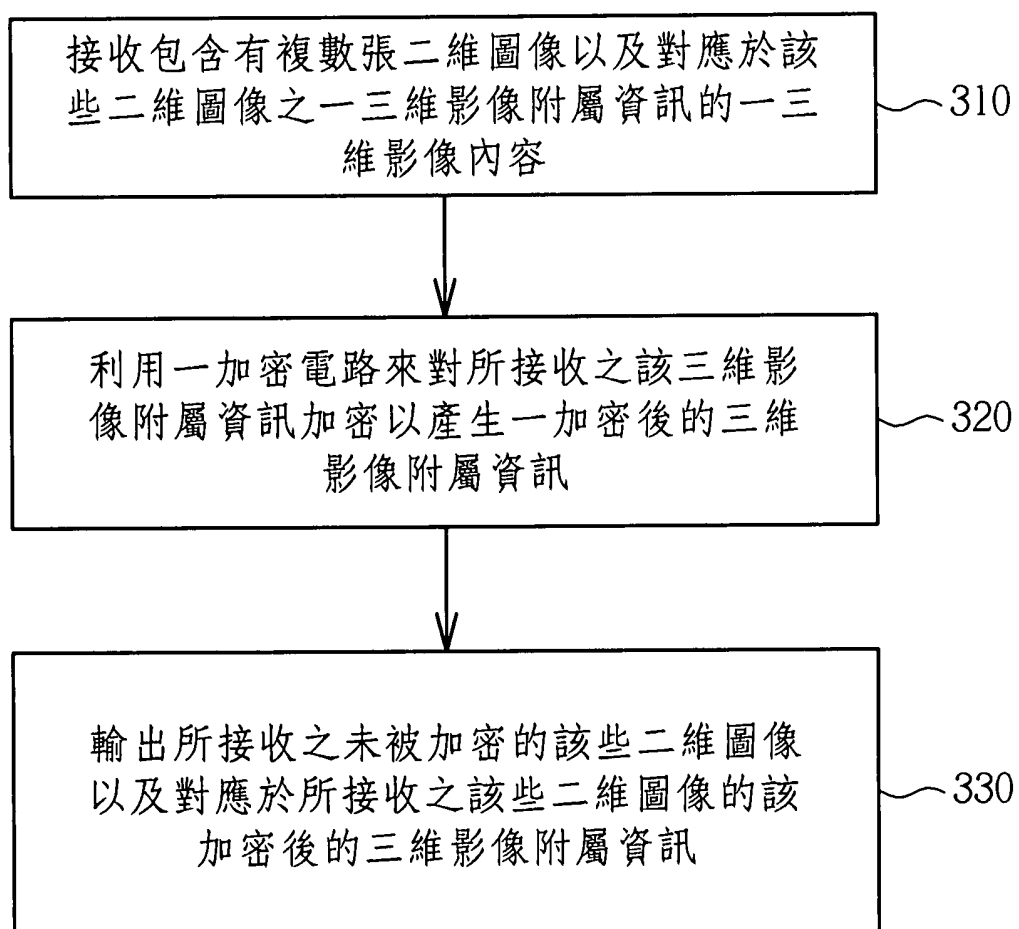 接收包含有複數張二維圖像以及對應於該
些二維圖像之一三維影像附屬資訊的一三
維影像內容
310
利用一加密電路來對所接收之該三維影
像附屬資訊加密以產生一加密後的三維
影像附屬資訊
320
輸出所接收之未被加密的該些二維圖像
以及對應於所接收之該些二維圖像的該
加密後的三維影像附屬資訊
330